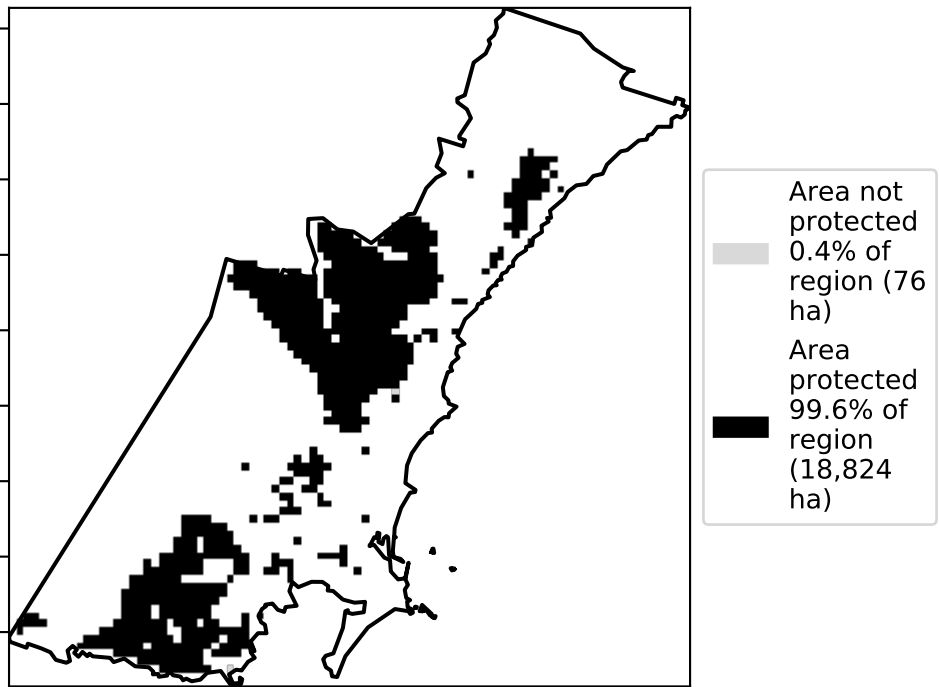 Area not
protected
0.4% of
region (76
ha)
Area
protected
99.6% of
region
(18,824
ha)